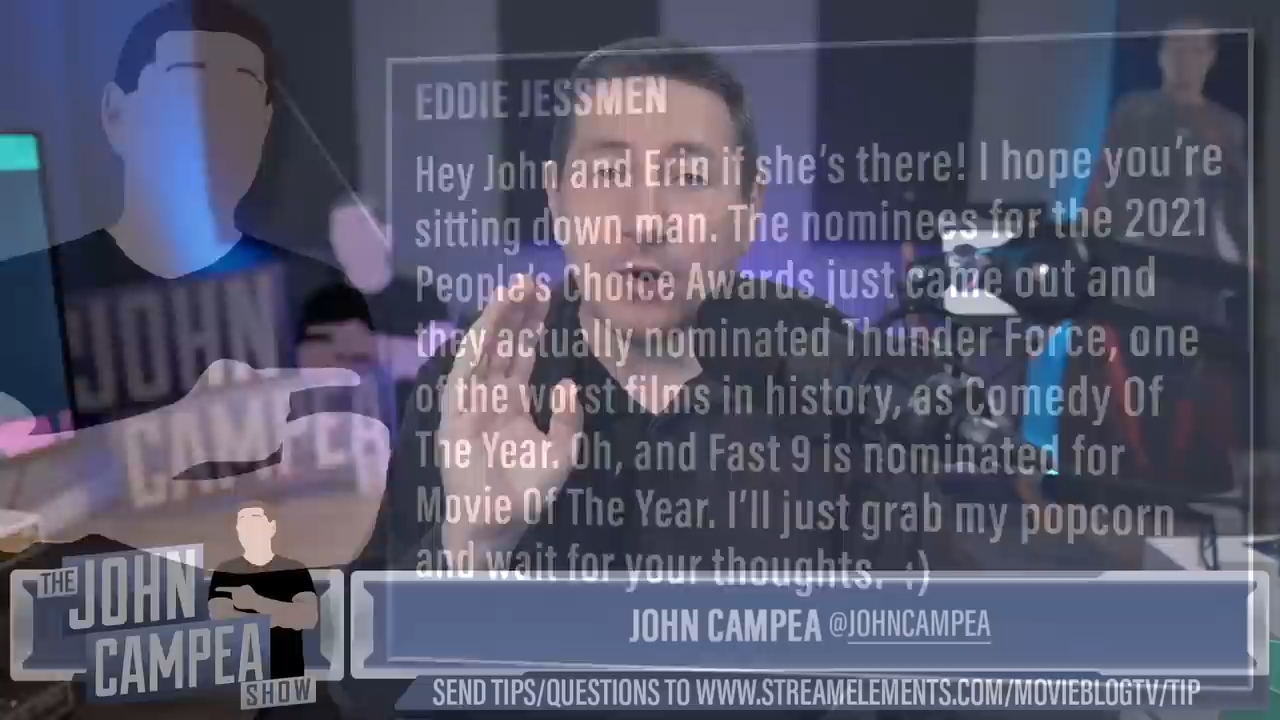 EDDIE JESSMEN
Hey John and Erin if she's there! I hope you're
sitting down man. The nominees for the 2021
People's Choice Awards just came out and
they actually nominated Thunder Force, one
of the worst films in history, as Comedy Of
The Year. Oh, and Fast 9 is nominated for
Movie Of The Year. I'll just grab my popcorn
and wait for your thoughts. :)
JOHN
CAMPEA
THE
JOHN
CAMPEA
SHOW
JOHN CAMPEA @JOHNCAMPEA
SEND TIPS/QUESTIONS TO WWW.STREAMELEMENTS.COM/MOVIEBLOGTV/TIP